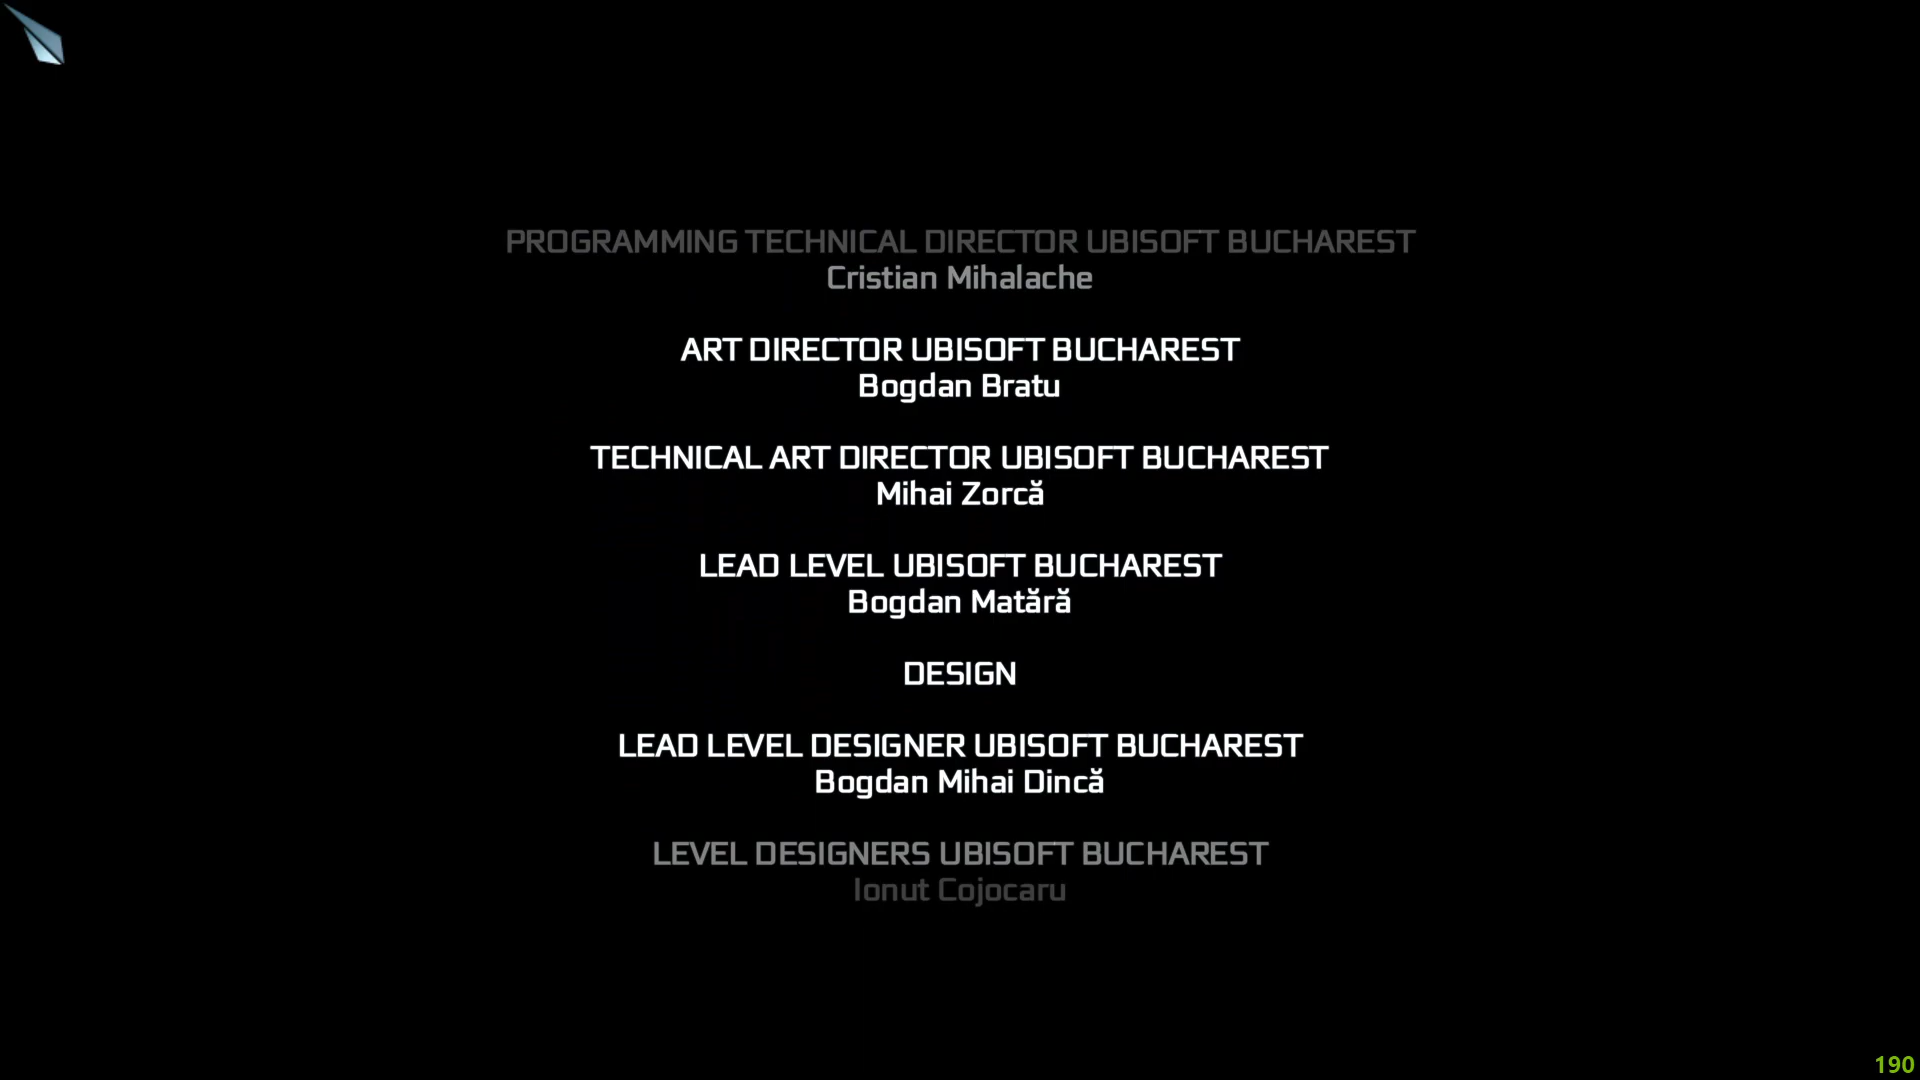 PROGRAMMING TECHNICAL DIRECTOR UBISOFT BUCHAREST
Cristian Mihalache
ART DIRECTOR UBISOFT BUCHAREST
Bogdan Bratu
TECHNICAL ART DIRECTOR UBISOFT BUCHAREST
Mihai Zorcă
LEAD LEVEL UBISOFT BUCHAREST
Bogdan Matără
DESIGN
LEAD LEVEL DESIGNER UBISOFT BUCHAREST
Bogdan Mihai Dincă
LEVEL DESIGNERS UBISOFT BUCHAREST
Ionut Cojocaru
190